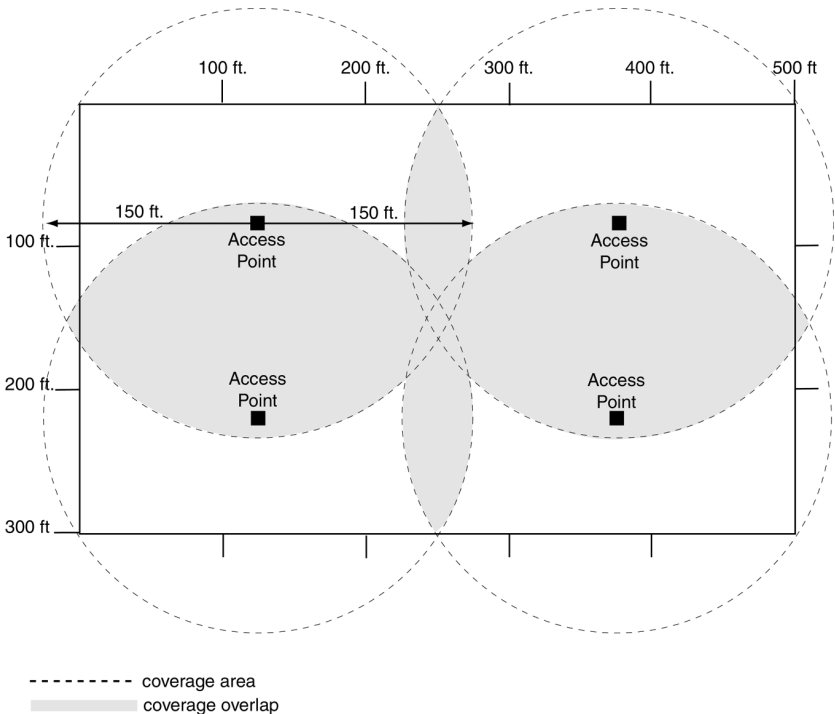 100 ft.
200 ft.
300 ft.
400 ft.
500 ft
150 ft.
150 ft.
100 ft.
Access
Point
Access
Point
200 ft.
Access
Point
Access
Point
300 ft
coverage area
coverage overlap